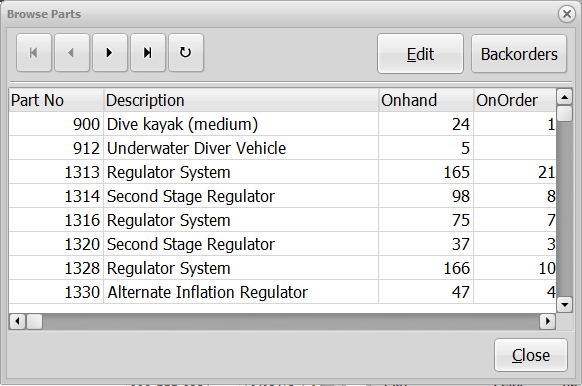 Browse Parts
Edit Backorders
Part No Description Onhand OnOrder
900 Dive kayak (medium) 24 1
912 Underwater Diver Vehicle 5
1313 Regulator System 165 21
1314 Second Stage Regulator 98 8
1316 Regulator System 75 7
1320 Second Stage Regulator 37 3
1328 Regulator System 166 10
1330 Alternate Inflation Regulator 47 4
Close